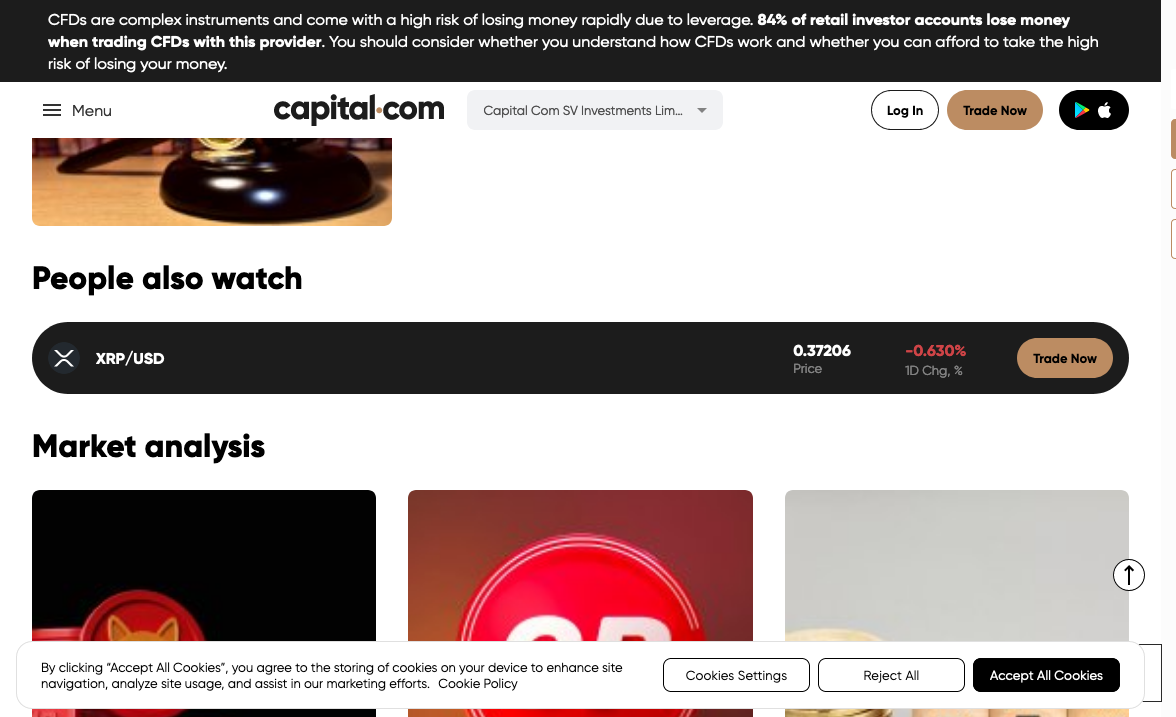 CFDs are complex instruments and come with a high risk of losing money rapidly due to leverage. 84% of retail investor accounts lose money
when trading CFDs with this provider. You should consider whether you understand how CFDs work and whether you can afford to take the high
risk of losing your money.
Menu
capital.com
Capital Com SV Investments Lim...
Log In
Trade Now
People also watch
XRP/USD
0.37206
Price
-0.630%
1D Chg, %
Trade Now
Market analysis
By clicking “Accept All Cookies”, you agree to the storing of cookies on your device to enhance site
navigation, analyze site usage, and assist in our marketing efforts. Cookie Policy
Cookies Settings
Reject All
Accept All Cookies